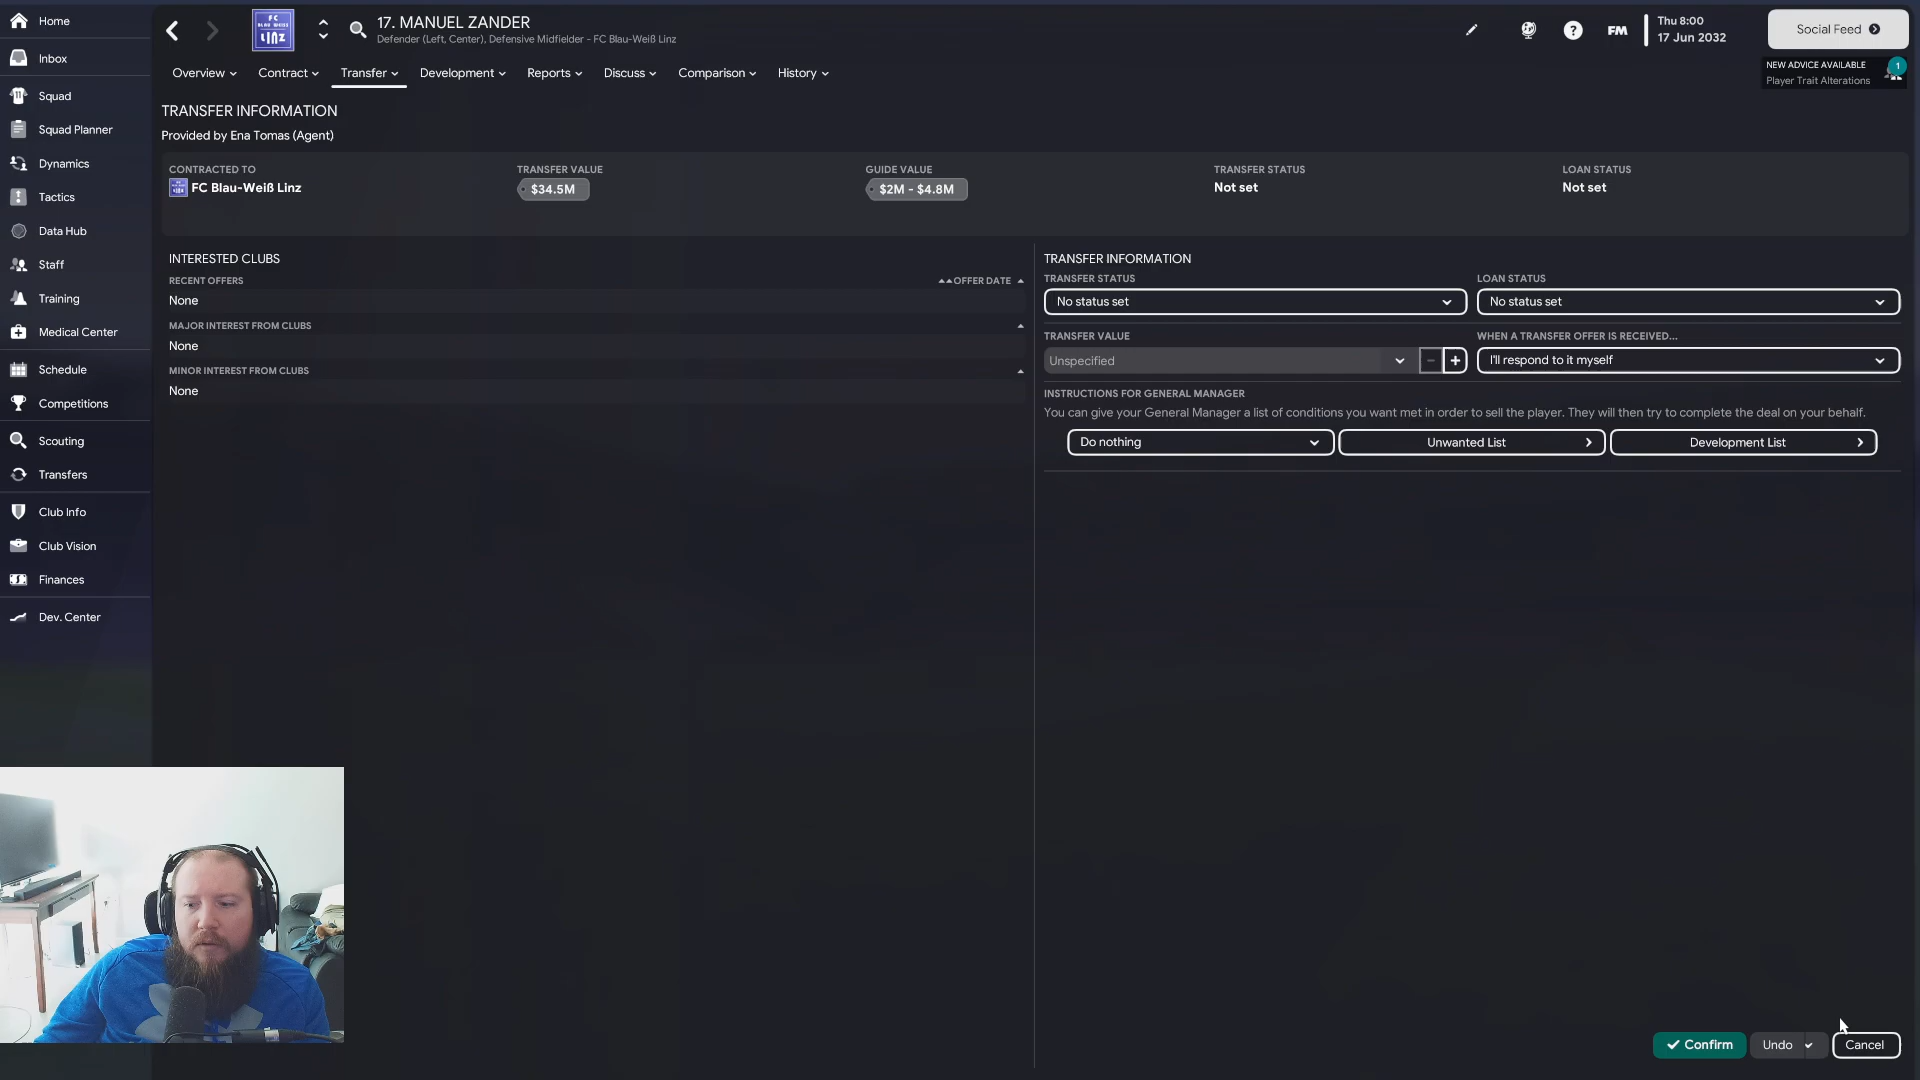 Home
Inbox
Squad
Squad Planner
Dynamics
Tactics
Data Hub
Staff
Training
Medical Center
Schedule
Competitions
Scouting
Transfers
Club Info
Club Vision
Finances
Dev. Center
FC
BLAU WEISS
LINZ
17. MANUEL ZANDER
Defender (Left, Center), Defensive Midfielder - FC Blau-Weiß Linz
?
FM
Thu 8:00
17 Jun 2032
Social Feed
Overview
Contract
Transfer
Development
Reports
Discuss
Comparison
History
NEW ADVICE AVAILABLE
Player Trait Alterations
1
TRANSFER INFORMATION
Provided by Ena Tomas (Agent)
CONTRACTED TO
FC Blau-Weiß Linz
TRANSFER VALUE
$34.5M
GUIDE VALUE
$2M - $4.8M
TRANSFER STATUS
Not set
LOAN STATUS
Not set
INTERESTED CLUBS
RECENT OFFERS
OFFER DATE
None
MAJOR INTEREST FROM CLUBS
None
MINOR INTEREST FROM CLUBS
None
TRANSFER INFORMATION
TRANSFER STATUS
No status set
LOAN STATUS
No status set
TRANSFER VALUE
Unspecified
WHEN A TRANSFER OFFER IS RECEIVED...
I'll respond to it myself
INSTRUCTIONS FOR GENERAL MANAGER
You can give your General Manager a list of conditions you want met in order to sell the player. They will then try to complete the deal on your behalf.
Do nothing
Unwanted List
Development List
Confirm
Undo
Cancel